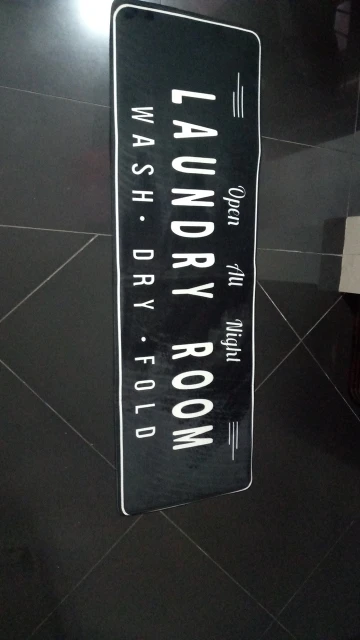 Open All Night
LAUNDRY ROOM
WASH · DRY · FOLD